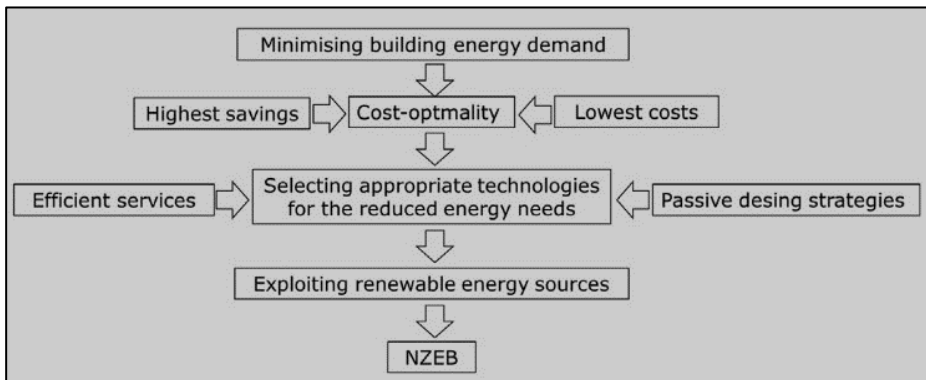 Minimising building energy demand
Highest savings
Cost-optmality
Lowest costs
Efficient services
Selecting appropriate technologies
for the reduced energy needs
Passive desing strategies
Exploiting renewable energy sources
NZEB